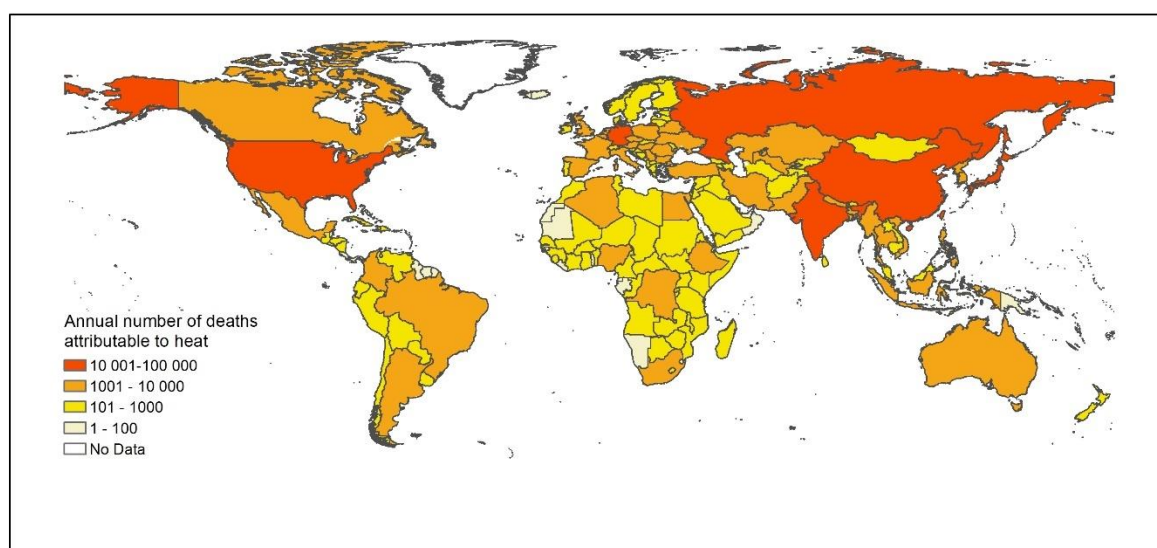 Annual number of deaths
attributable to heat
10 001-100 000
1001 - 10 000
101 - 1000
1 - 100
No Data